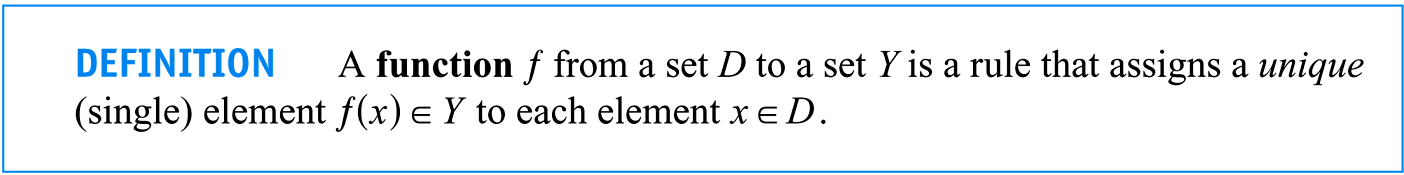 DEFINITION A function f from a set D to a set Y is a rule that assigns a unique
(single) element f(x) ∈ Y to each element x ∈ D.